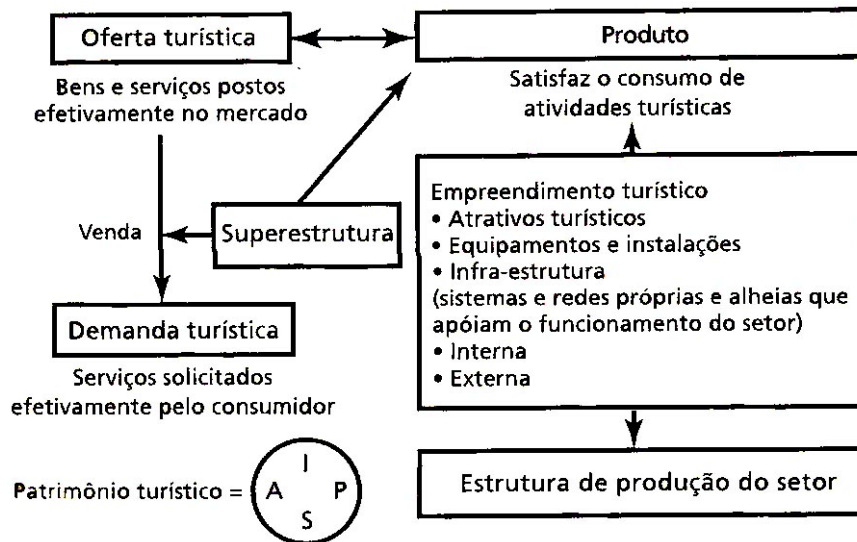 Oferta turística
Produto
Bens e serviços postos
efetivamente no mercado
Satisfaz o consumo de
atividades turísticas
Venda
Superestrutura
Empreendimento turístico
• Atrativos turísticos
• Equipamentos e instalações
• Infra-estrutura
(sistemas e redes próprias e alheias que
apóiam o funcionamento do setor)
• Interna
• Externa
Demanda turística
Serviços solicitados
efetivamente pelo consumidor
Patrimônio turístico =
I
A P
S
Estrutura de produção do setor